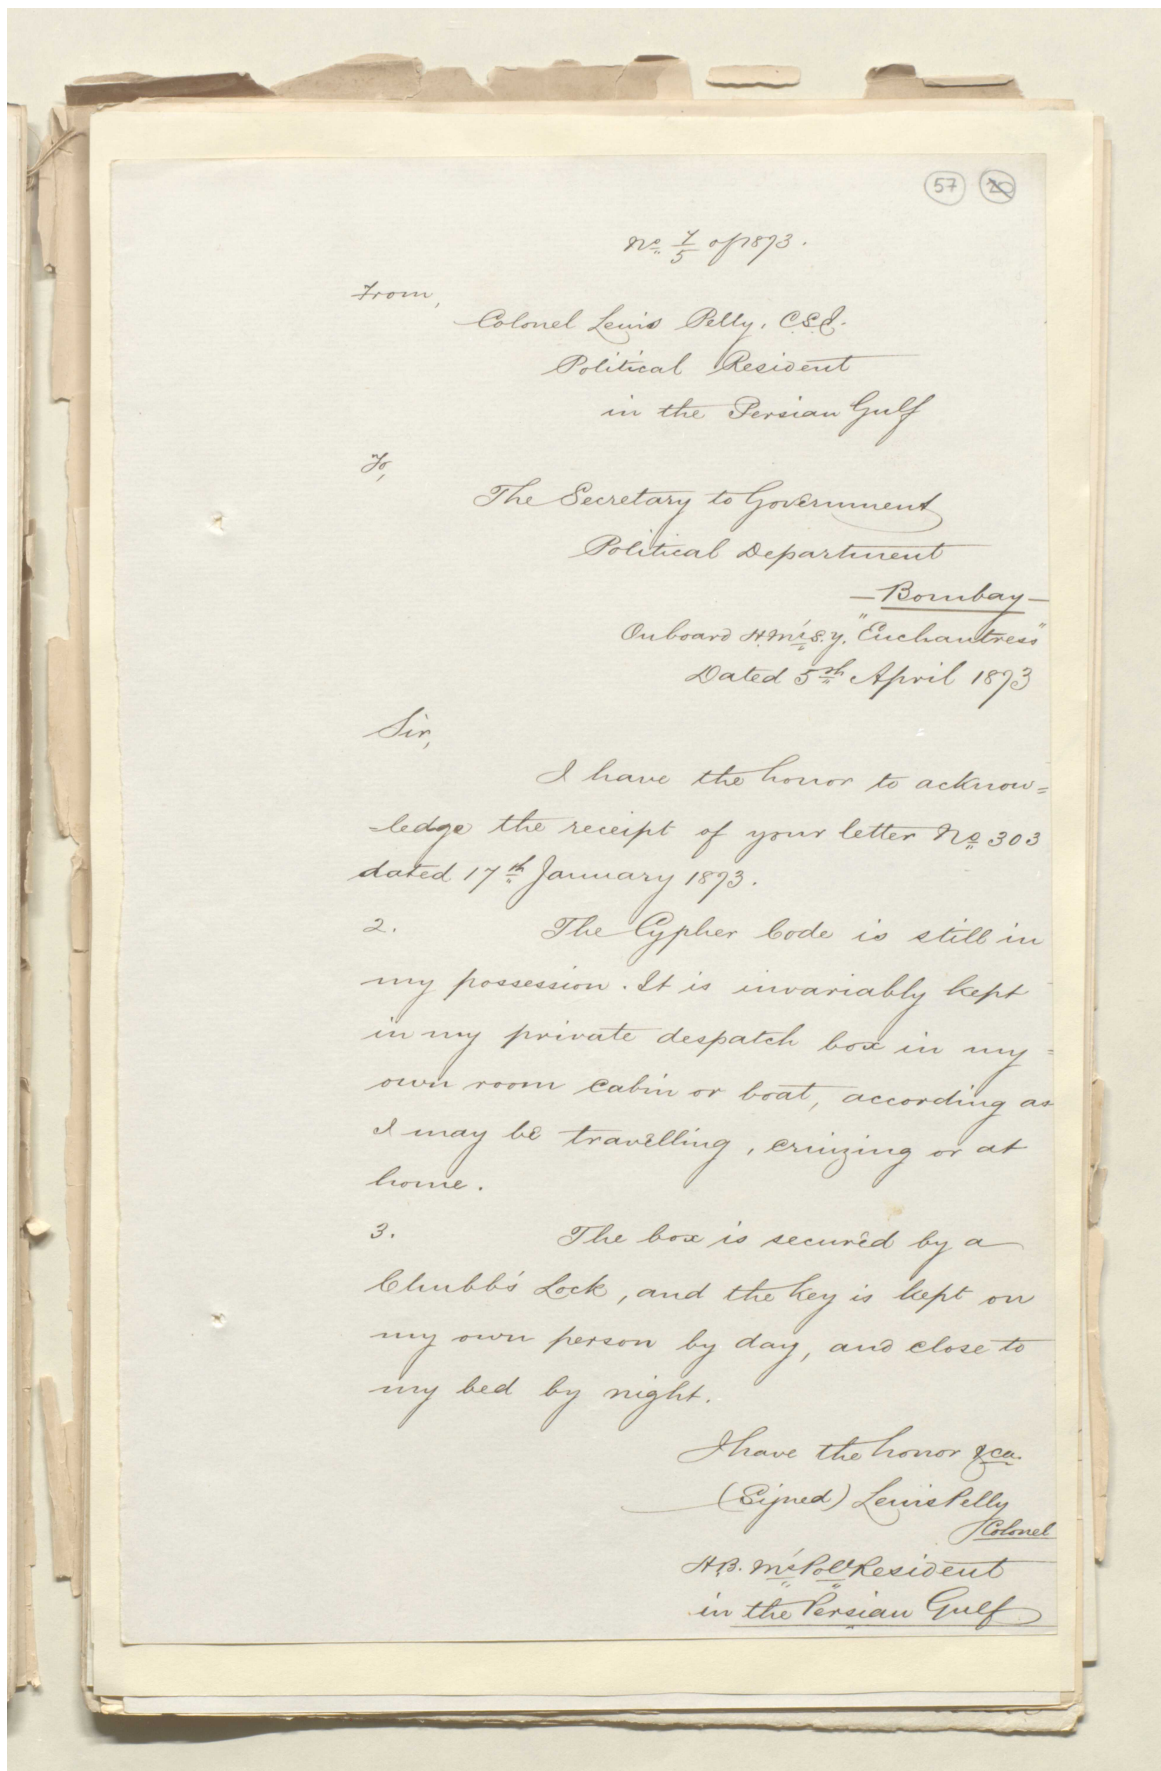 57 20
No 7/5 of 1873.
From,
Colonel Lewis Pelly, C.S.I.
Political Resident
in the Persian Gulf
To,
The Secretary to Government
Political Department
— Bombay —
Onboard H.M's.S.Y. "Enchantress"
Dated 5th April 1873
Sir,
I have the honor to acknow=
=ledge the receipt of your letter No 303
dated 17th January 1873.
2. The Cypher Code is still in
my possession. It is invariably kept
in my private despatch box in my =
own room cabin or boat, according as
I may be travelling, cruizing or at
home.
3. The box is secured by a
Chubb's Lock, and the key is kept on
my own person by day, and close to
my bed by night.
I have the honor &ca.
(Signed) Lewis Pelly
Colonel
H.B. M's Poll Resident
in the Persian Gulf